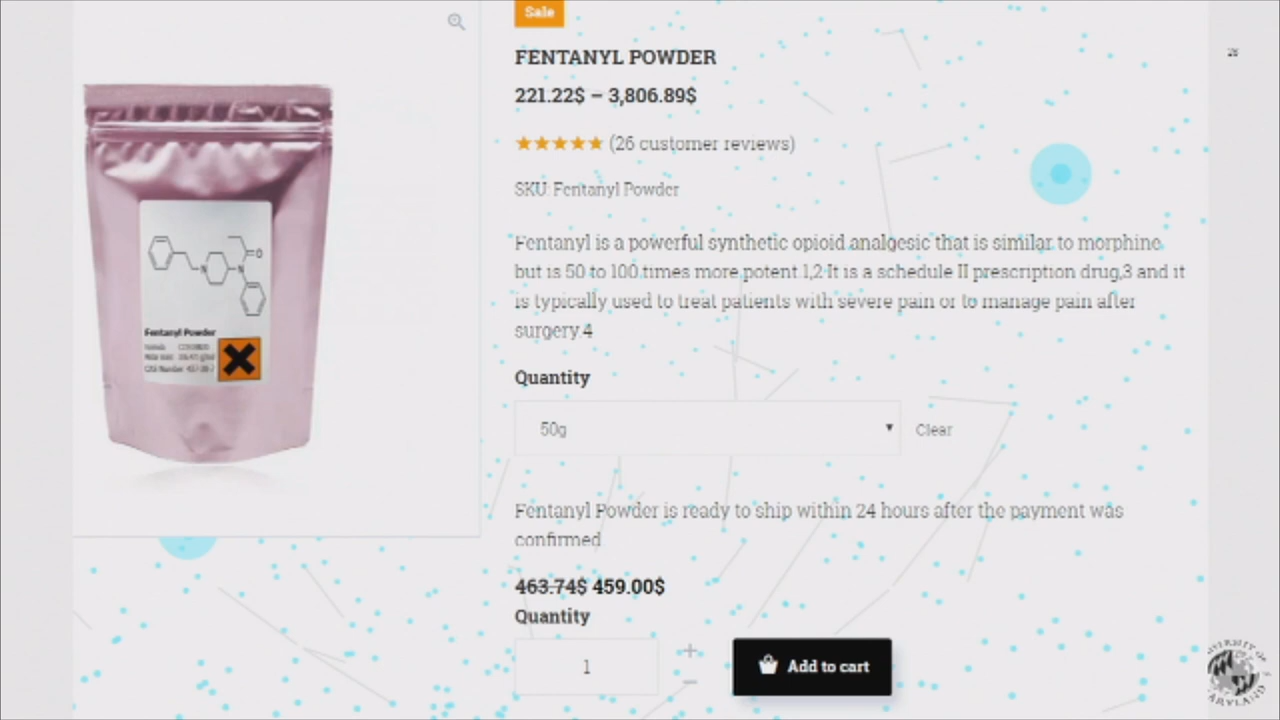 Sale
FENTANYL POWDER
221.22$ – 3,806.89$
(26 customer reviews)
SKU: Fentanyl Powder
Fentanyl is a powerful synthetic opioid analgesic that is similar to morphine
but is 50 to 100 times more potent.1,2 It is a schedule II prescription drug,3 and it
is typically used to treat patients with severe pain or to manage pain after
surgery.4
Quantity
50g
Clear
Fentanyl Powder is ready to ship within 24 hours after the payment was
confirmed
463.74$ 459.00$
Quantity
1
+
−
Add to cart
N
N
O
Fentanyl Powder
CAS Number